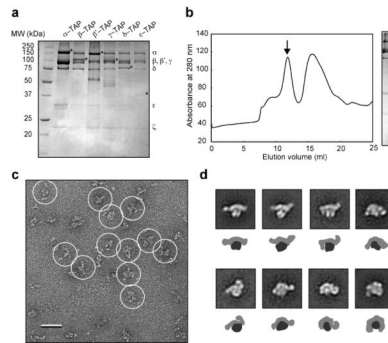 a
α-TAP β-TAP β'-TAP γ-TAP δ-TAP ε-TAP
MW (kDa)
250
150
100
75
50
37
25
20
α
β, β', γ
δ
ε
ζ
b
Absorbance at 280 nm
140
120
100
80
60
40
20
0 5 10 15 20 25
Elution volume (ml)
c
d